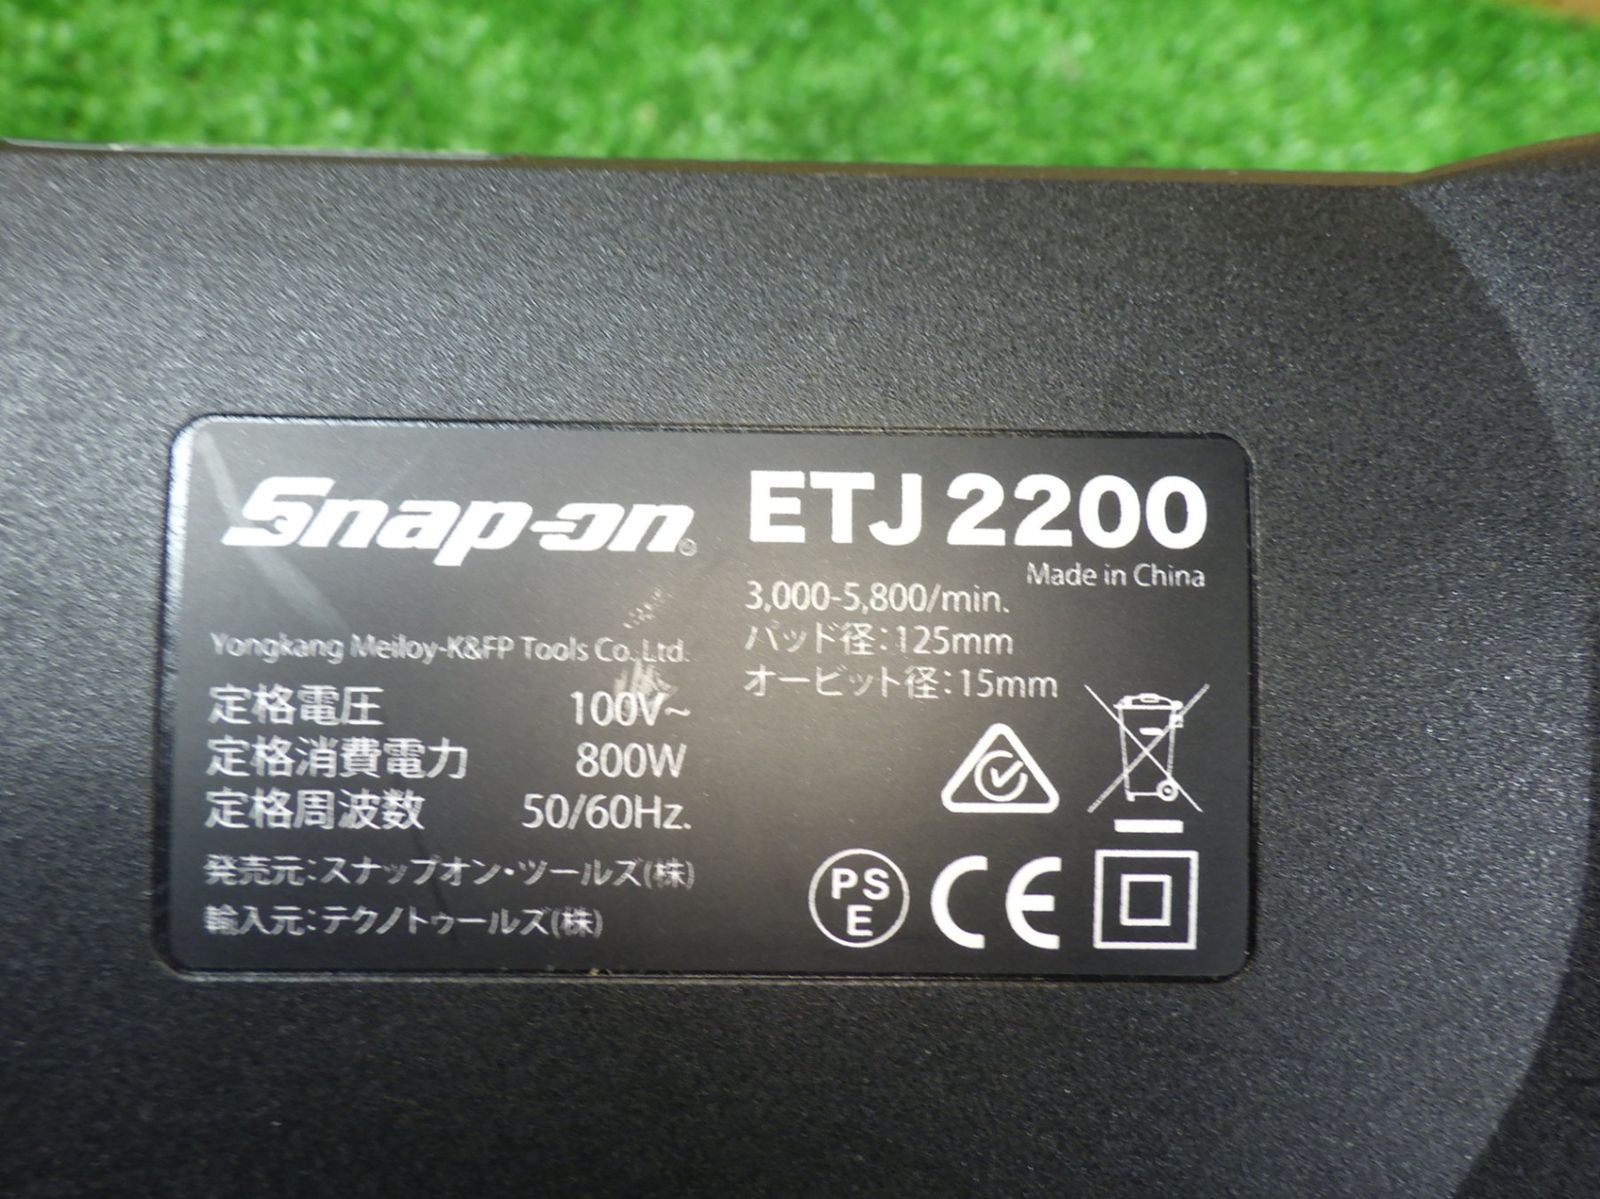 Snap-on®
ETJ 2200
Made in China
3,000-5,800/min.
パッド径：125mm
オービット径：15mm
Yongkang Meiloy-K&FP Tools Co.,Ltd.
定格電圧 100V~
定格消費電力 800W
定格周波数 50/60Hz.
発売元：スナップオン・ツールズ(株)
輸入元：テクノトゥールズ(株)
PS
E
CE